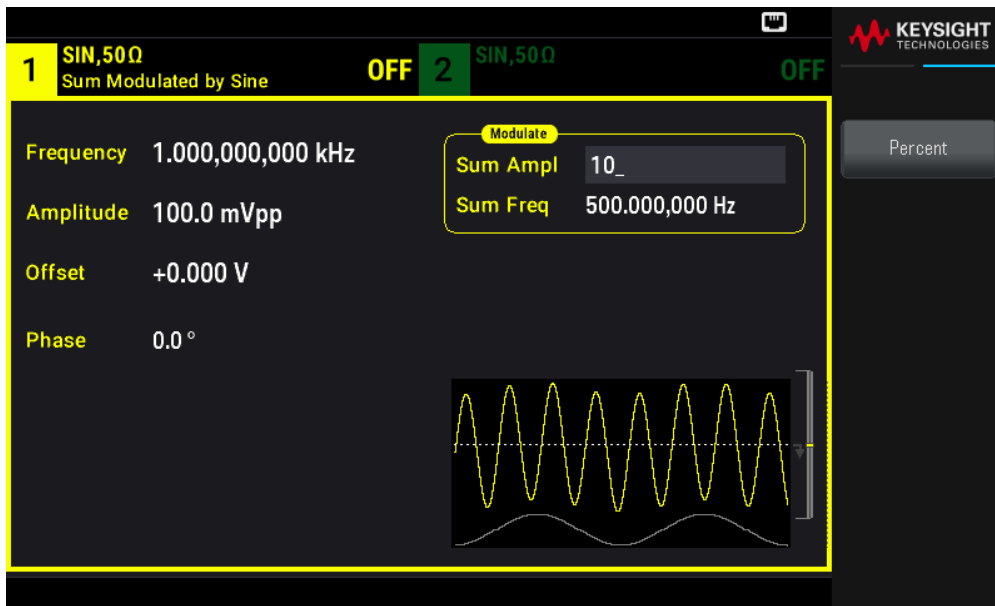 KEYSIGHT
TECHNOLOGIES
1 SIN,50Ω
Sum Modulated by Sine OFF
2 SIN,50Ω OFF
Frequency 1.000,000,000 kHz
Amplitude 100.0 mVpp
Offset +0.000 V
Phase 0.0 °
Modulate
Sum Ampl 10_
Sum Freq 500.000,000 Hz
Percent